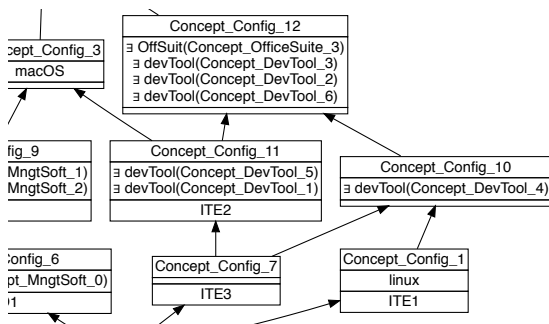 Concept_Config_12
∃ OffSuit(Concept_OfficeSuite_3)
∃ devTool(Concept_DevTool_3)
∃ devTool(Concept_DevTool_2)
∃ devTool(Concept_DevTool_6)
cept_Config_3
macOS
fig_9
MngtSoft_1)
MngtSoft_2)
Concept_Config_11
∃ devTool(Concept_DevTool_5)
∃ devTool(Concept_DevTool_1)
ITE2
Concept_Config_10
∃ devTool(Concept_DevTool_4)
Config_6
pt_MngtSoft_0)
Concept_Config_7
ITE3
Concept_Config_1
linux
ITE1